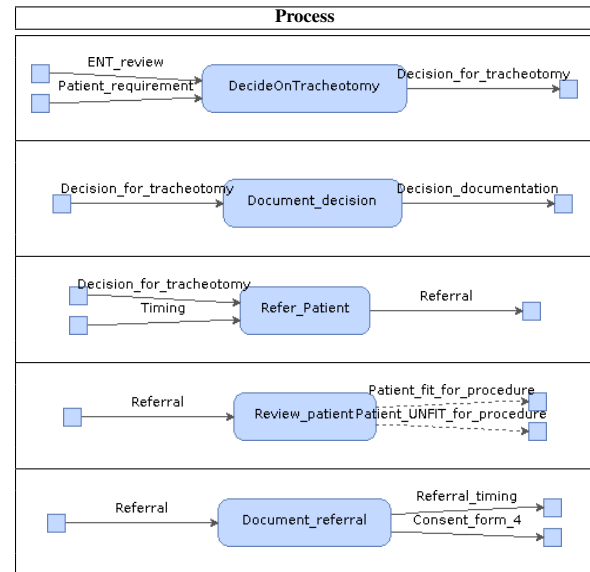 Process
ENT_review
Patient_requirement
DecideOnTracheotomy
Decision_for_tracheotomy
Decision_for_tracheotomy
Document_decision
Decision_documentation
Decision_for_tracheotomy
Timing
Refer_Patient
Referral
Referral
Review_patient
Patient_fit_for_procedure
Patient_UNFIT_for_procedure
Referral
Document_referral
Referral_timing
Consent_form_4